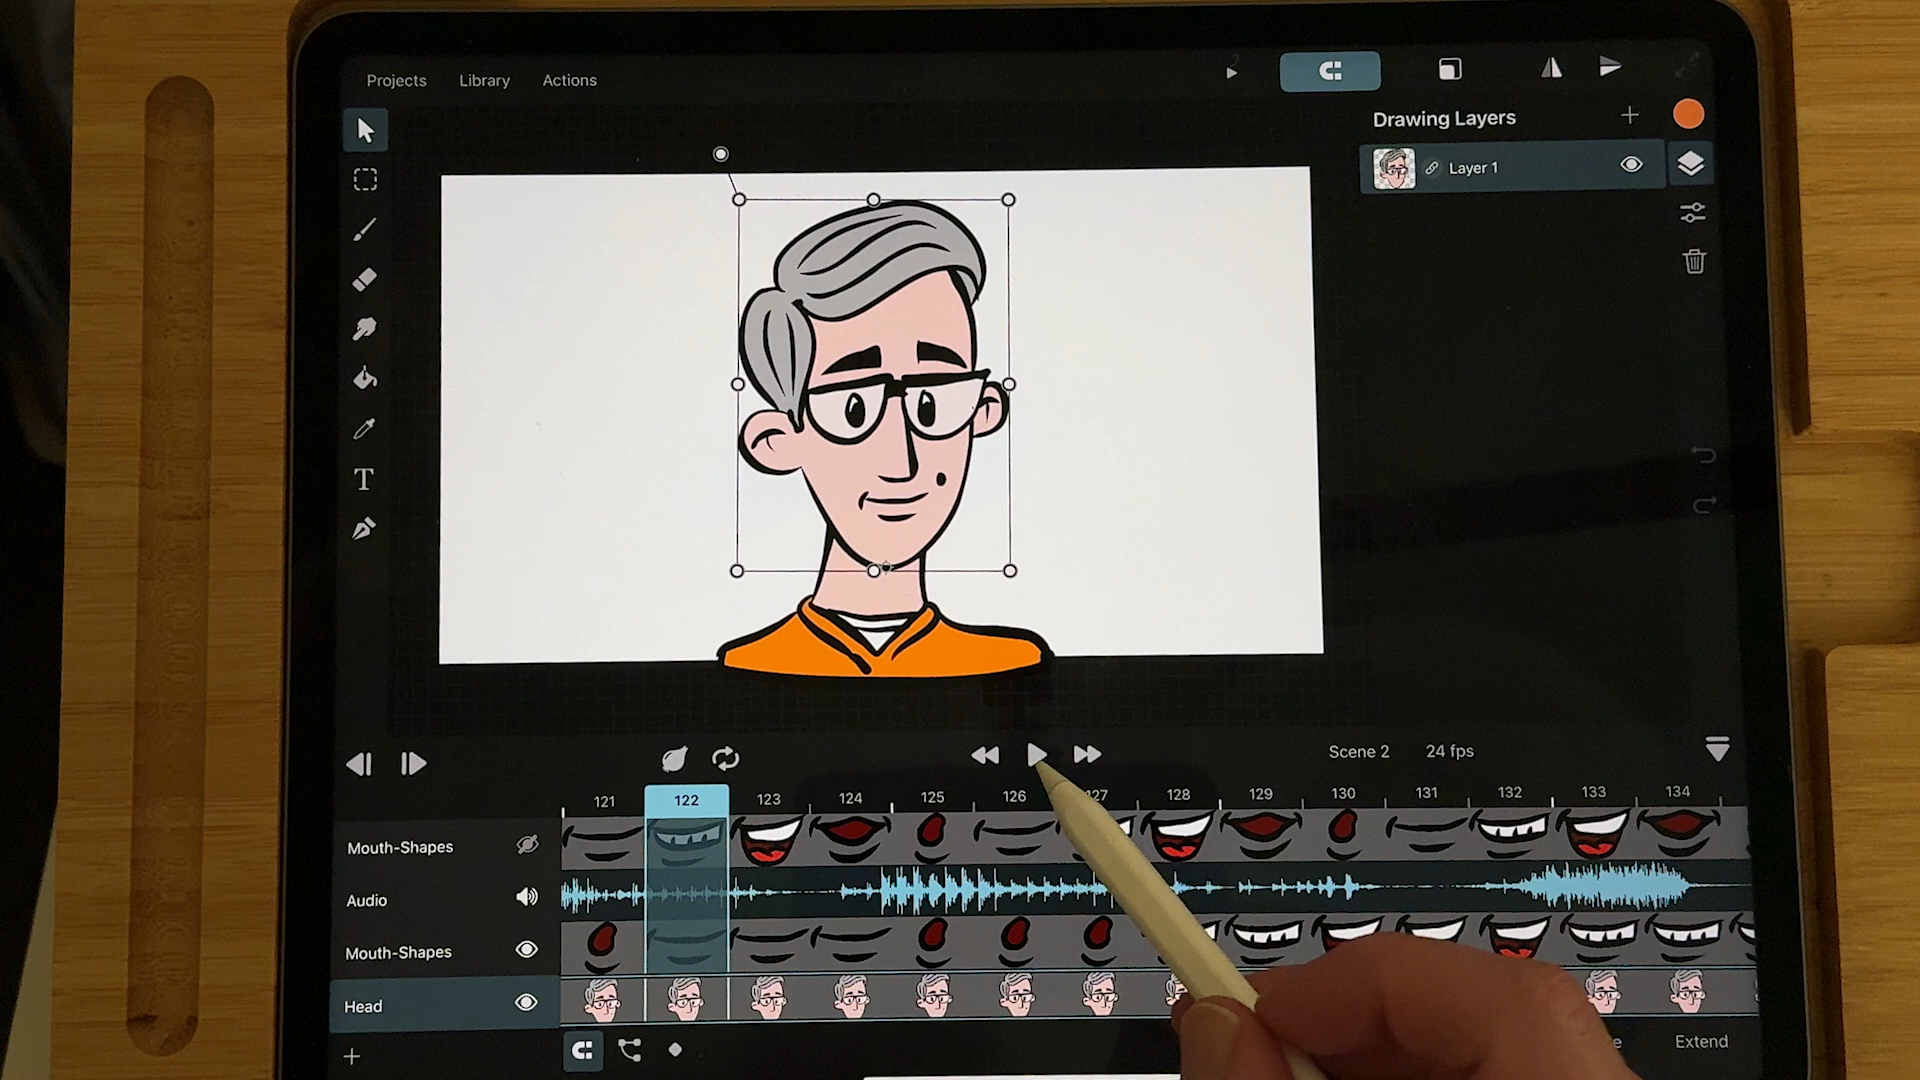 Projects Library Actions
Drawing Layers
Layer 1
T
Scene 2 24 fps
121 122 123 124 125 126 127 128 129 130 131 132 133 134
Mouth-Shapes
Audio
Mouth-Shapes
Head
Extend